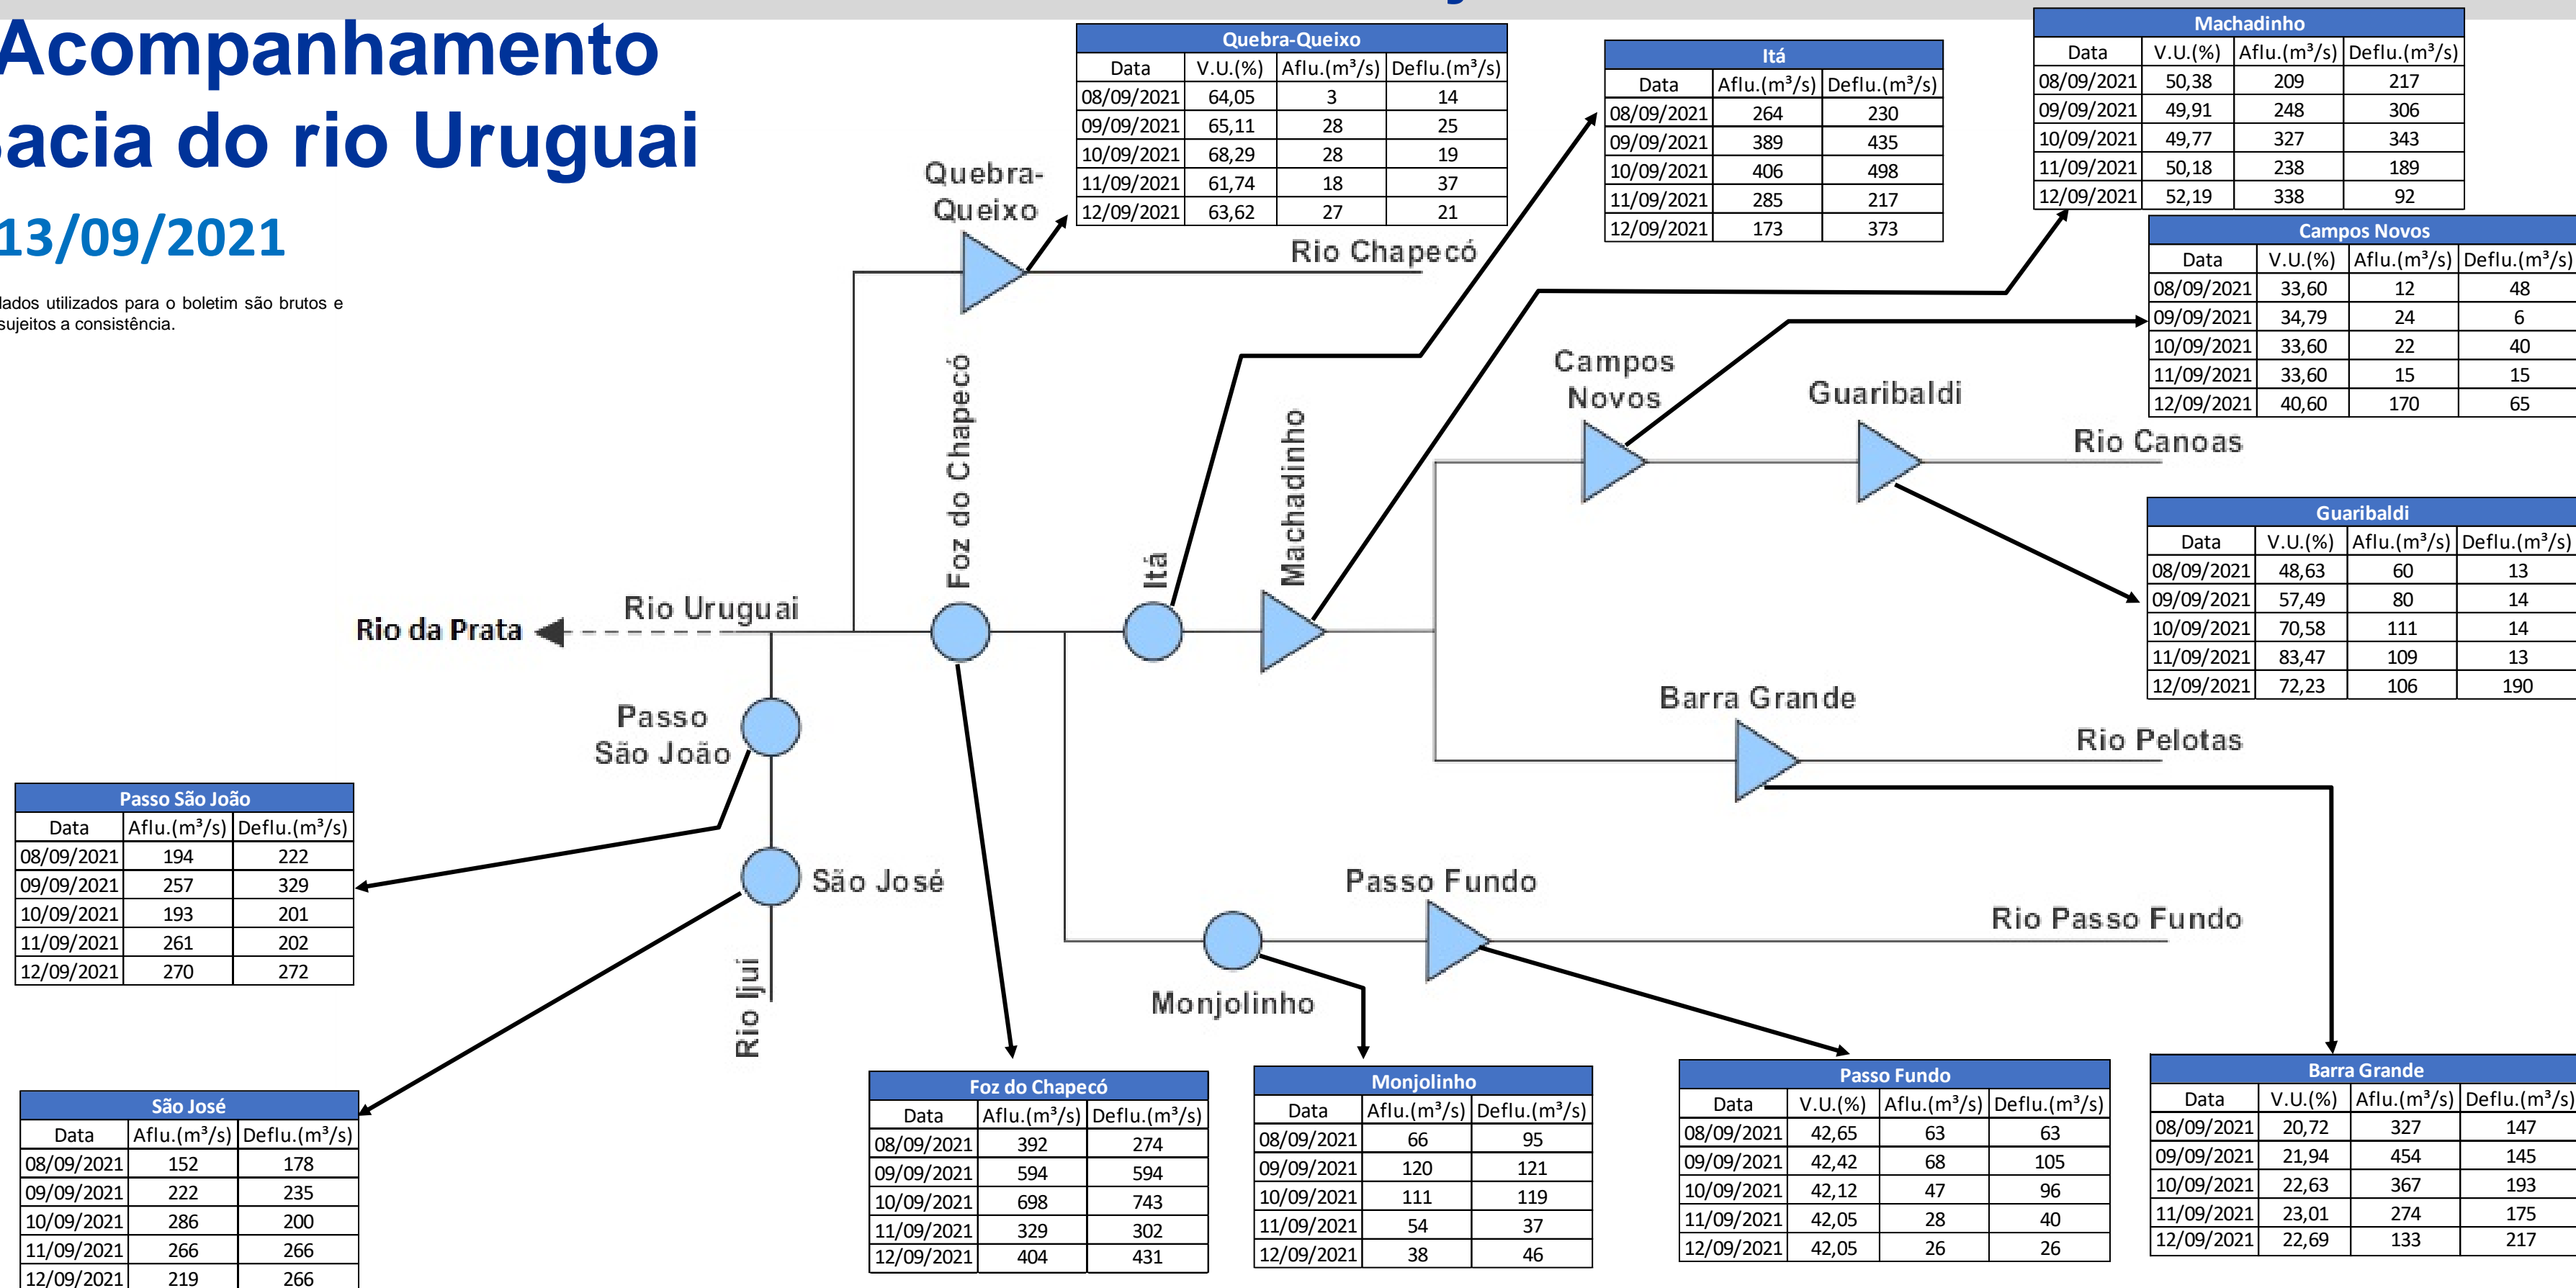 Acompanhamento
acia do rio Uruguai
13/09/2021
dados utilizados para o boletim são brutos e
sujeitos a consistência.
Quebra-Queixo
Data V.U.(%) Aflu.(m³/s) Deflu.(m³/s)
08/09/2021 64,05 3 14
09/09/2021 65,11 28 25
10/09/2021 68,29 28 19
11/09/2021 61,74 18 37
12/09/2021 63,62 27 21
Itá
Data Aflu.(m³/s) Deflu.(m³/s)
08/09/2021 264 230
09/09/2021 389 435
10/09/2021 406 498
11/09/2021 285 217
12/09/2021 173 373
Machadinho
Data V.U.(%) Aflu.(m³/s) Deflu.(m³/s)
08/09/2021 50,38 209 217
09/09/2021 49,91 248 306
10/09/2021 49,77 327 343
11/09/2021 50,18 238 189
12/09/2021 52,19 338 92
Campos Novos
Data V.U.(%) Aflu.(m³/s) Deflu.(m³/s)
08/09/2021 33,60 12 48
09/09/2021 34,79 24 6
10/09/2021 33,60 22 40
11/09/2021 33,60 15 15
12/09/2021 40,60 170 65
Quebra-
Queixo
Rio Chapecó
Foz do Chapecó
Itá
Machadinho
Campos
Novos
Guaribaldi
Rio Canoas
Guaribaldi
Data V.U.(%) Aflu.(m³/s) Deflu.(m³/s)
08/09/2021 48,63 60 13
09/09/2021 57,49 80 14
10/09/2021 70,58 111 14
11/09/2021 83,47 109 13
12/09/2021 72,23 106 190
Rio da Prata
Rio Uruguai
Barra Grande
Rio Pelotas
Passo
São João
São José
Rio Ijuí
Passo Fundo
Rio Passo Fundo
Monjolinho
Passo São João
Data Aflu.(m³/s) Deflu.(m³/s)
08/09/2021 194 222
09/09/2021 257 329
10/09/2021 193 201
11/09/2021 261 202
12/09/2021 270 272
São José
Data Aflu.(m³/s) Deflu.(m³/s)
08/09/2021 152 178
09/09/2021 222 235
10/09/2021 286 200
11/09/2021 266 266
12/09/2021 219 266
Foz do Chapecó
Data Aflu.(m³/s) Deflu.(m³/s)
08/09/2021 392 274
09/09/2021 594 594
10/09/2021 698 743
11/09/2021 329 302
12/09/2021 404 431
Monjolinho
Data Aflu.(m³/s) Deflu.(m³/s)
08/09/2021 66 95
09/09/2021 120 121
10/09/2021 111 119
11/09/2021 54 37
12/09/2021 38 46
Passo Fundo
Data V.U.(%) Aflu.(m³/s) Deflu.(m³/s)
08/09/2021 42,65 63 63
09/09/2021 42,42 68 105
10/09/2021 42,12 47 96
11/09/2021 42,05 28 40
12/09/2021 42,05 26 26
Barra Grande
Data V.U.(%) Aflu.(m³/s) Deflu.(m³/s)
08/09/2021 20,72 327 147
09/09/2021 21,94 454 145
10/09/2021 22,63 367 193
11/09/2021 23,01 274 175
12/09/2021 22,69 133 217